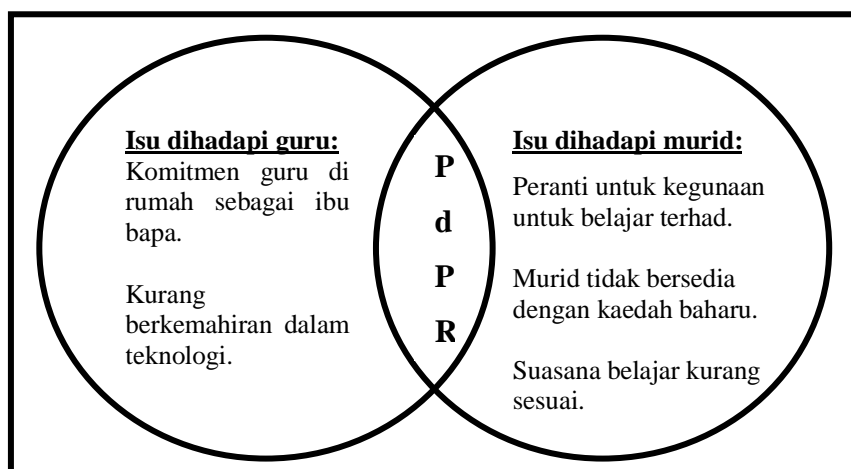 Isu dihadapi guru:
Komitmen guru di
rumah sebagai ibu
bapa.
Kurang
berkemahiran dalam
teknologi.
P
d
P
R
Isu dihadapi murid:
Peranti untuk kegunaan
untuk belajar terhad.
Murid tidak bersedia
dengan kaedah baharu.
Suasana belajar kurang
sesuai.